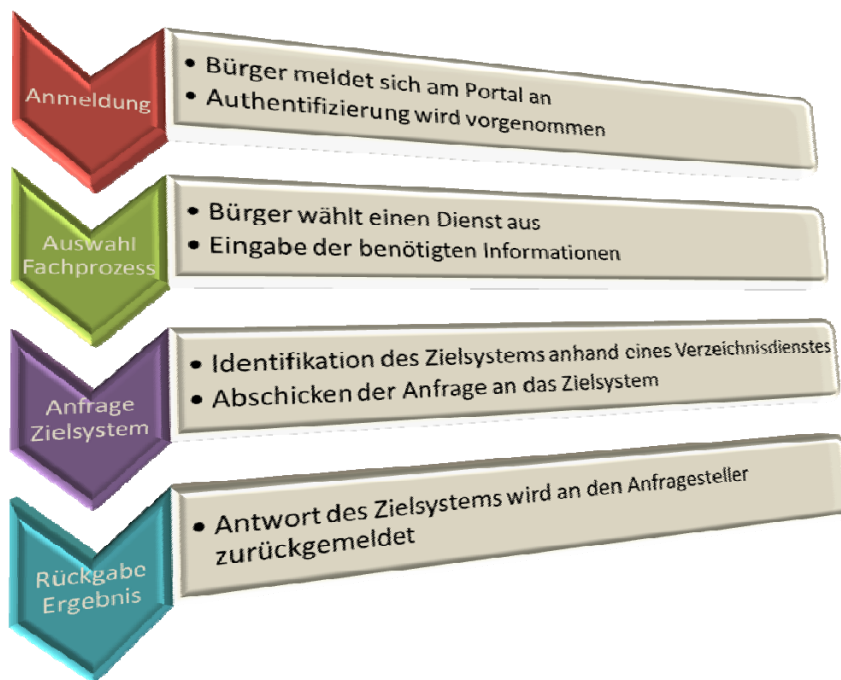 Anmeldung
• Bürger meldet sich am Portal an
• Authentifizierung wird vorgenommen
Auswahl
Fachprozess
• Bürger wählt einen Dienst aus
• Eingabe der benötigten Informationen
Anfrage
Zielsystem
• Identifikation des Zielsystems anhand eines Verzeichnisdienstes
• Abschicken der Anfrage an das Zielsystem
Rückgabe
Ergebnis
• Antwort des Zielsystems wird an den Anfragesteller
zurückgemeldet